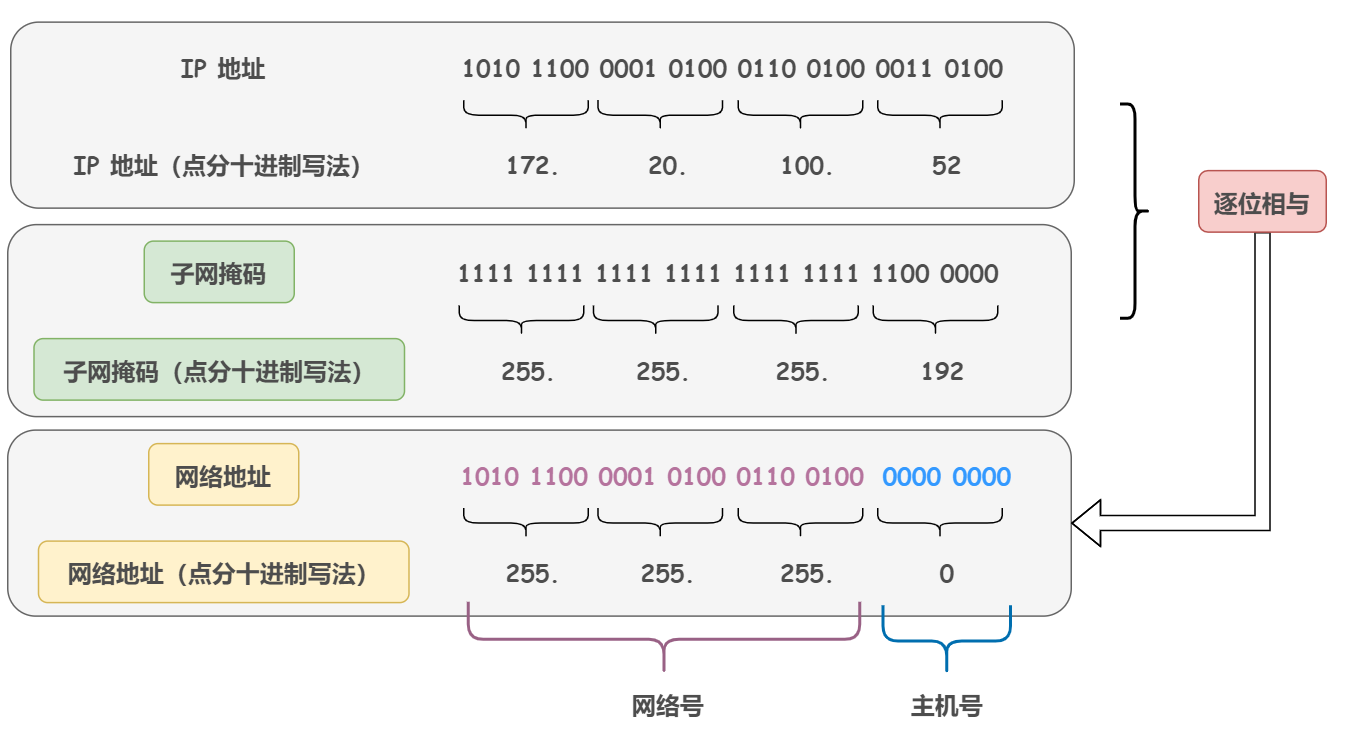 IP 地址 1010 1100 0001 0100 0110 0100 0011 0100
IP 地址（点分十进制写法） 172. 20. 100. 52
逐位相与
子网掩码 1111 1111 1111 1111 1111 1111 1100 0000
子网掩码（点分十进制写法） 255. 255. 255. 192
网络地址 1010 1100 0001 0100 0110 0100 0000 0000
网络地址（点分十进制写法） 255. 255. 255. 0
网络号 主机号